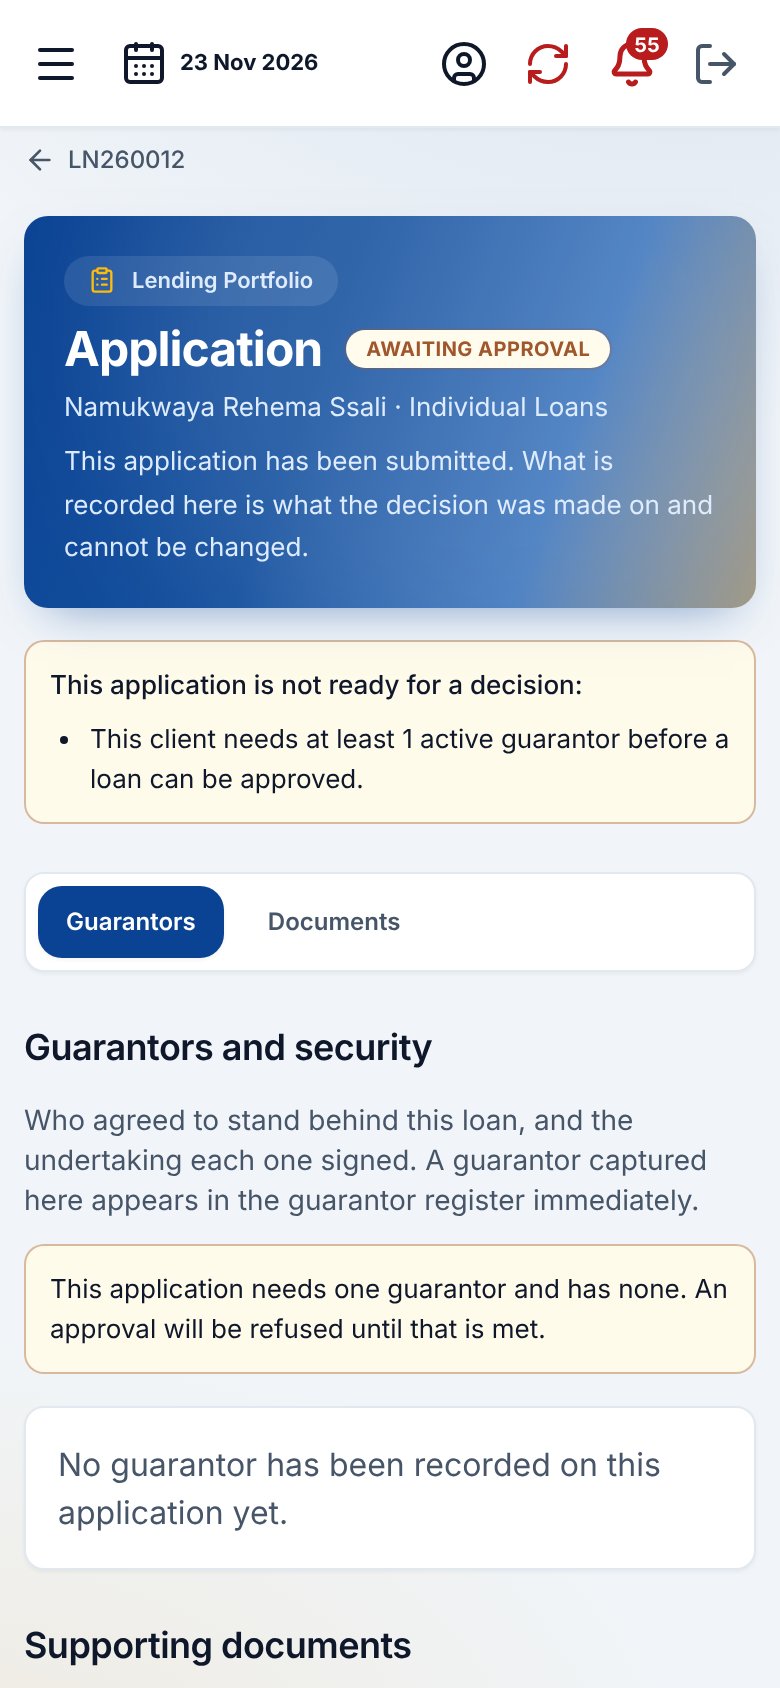 23 Nov 2026
55
LN260012
Lending Portfolio
Application
AWAITING APPROVAL
Namukwaya Rehema Ssali · Individual Loans
This application has been submitted. What is
recorded here is what the decision was made on and
cannot be changed.
This application is not ready for a decision:
• This client needs at least 1 active guarantor before a
loan can be approved.
Guarantors
Documents
Guarantors and security
Who agreed to stand behind this loan, and the
undertaking each one signed. A guarantor captured
here appears in the guarantor register immediately.
This application needs one guarantor and has none. An
approval will be refused until that is met.
No guarantor has been recorded on this
application yet.
Supporting documents